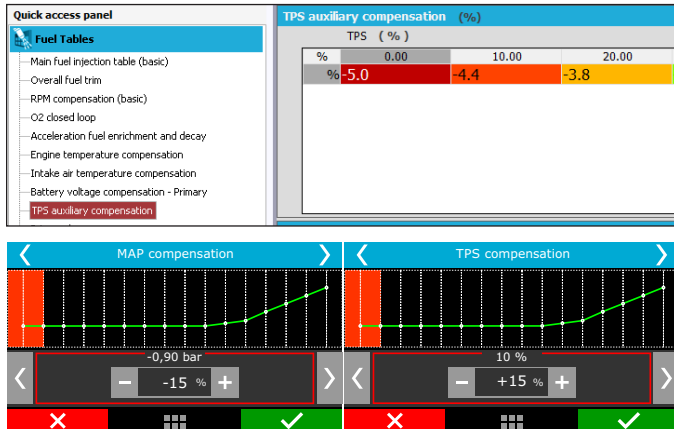 Quick access panel
Fuel Tables
Main fuel injection table (basic)
Overall fuel trim
RPM compensation (basic)
O2 closed loop
Acceleration fuel enrichment and decay
Engine temperature compensation
Intake air temperature compensation
Battery voltage compensation - Primary
TPS auxiliary compensation
TPS auxiliary compensation (%)
TPS ( % )
% 0.00 10.00 20.00
% -5.0 -4.4 -3.8
MAP compensation
-0,90 bar
- -15 % +
TPS compensation
10 %
- +15 % +